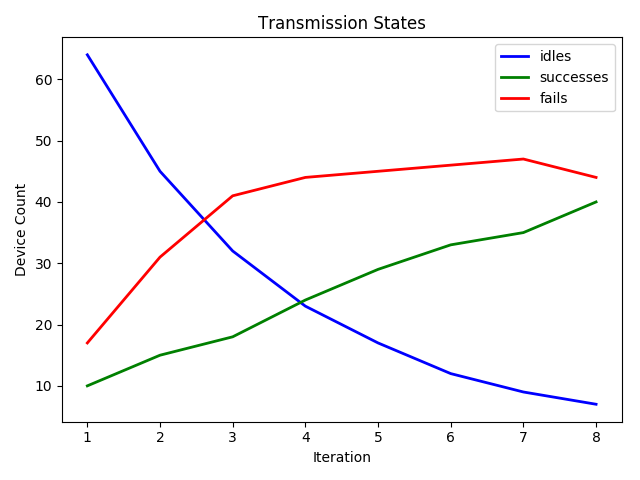 Transmission States
idles
successes
fails
Device Count
60
50
40
30
20
10
1 2 3 4 5 6 7 8
Iteration